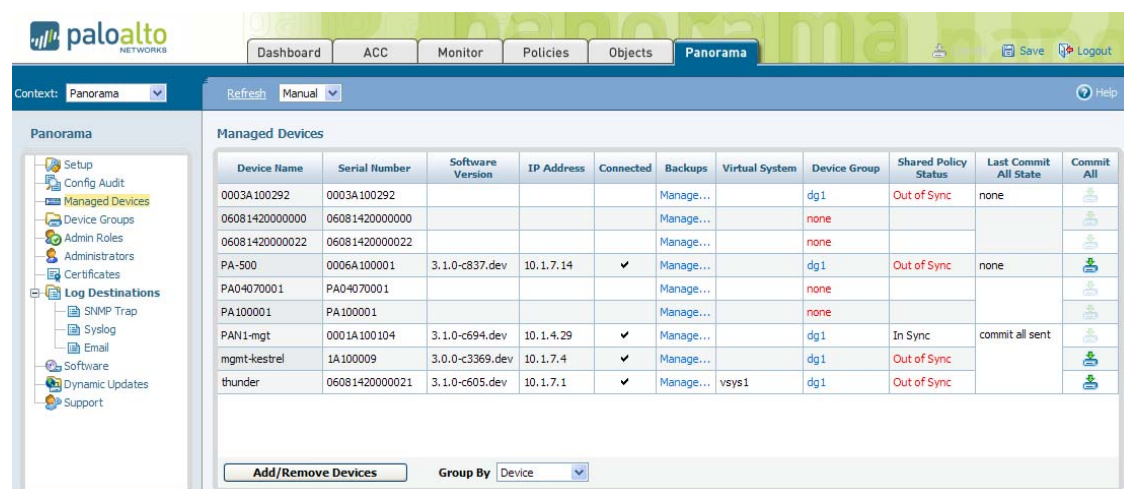 paloalto
NETWORKS
Dashboard ACC Monitor Policies Objects Panorama
Save Logout
Context: Panorama
Refresh Manual
Help
Panorama
Setup
Config Audit
Managed Devices
Device Groups
Admin Roles
Administrators
Certificates
Log Destinations
SNMP Trap
Syslog
Email
Software
Dynamic Updates
Support
Managed Devices
Device Name Serial Number Software Version IP Address Connected Backups Virtual System Device Group Shared Policy Status Last Commit All State Commit All
0003A100292 0003A100292 Manage... dg1 Out of Sync none
06081420000000 06081420000000 none
06081420000022 06081420000022 none
PA-500 0006A100001 3.1.0-c837.dev 10.1.7.14 ✔ Manage... dg1 Out of Sync none
PA04070001 PA04070001 Manage... none
PA100001 PA100001 Manage... none
PAN1-mgt 0001A100104 3.1.0-c694.dev 10.1.4.29 ✔ Manage... dg1 In Sync commit all sent
mgmt-kestrel 1A100009 3.0.0-c3369.dev 10.1.7.4 ✔ Manage... dg1 Out of Sync
thunder 06081420000021 3.1.0-c605.dev 10.1.7.1 ✔ Manage... vsys1 dg1 Out of Sync
Add/Remove Devices Group By Device